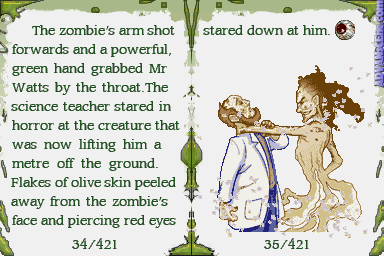 The zombie's arm shot
forwards and a powerful,
green hand grabbed Mr
Watts by the throat.The
science teacher stared in
horror at the creature that
was now lifting him a
metre off the ground.
Flakes of olive skin peeled
away from the zombie's
face and piercing red eyes
34/421
stared down at him.
35/421